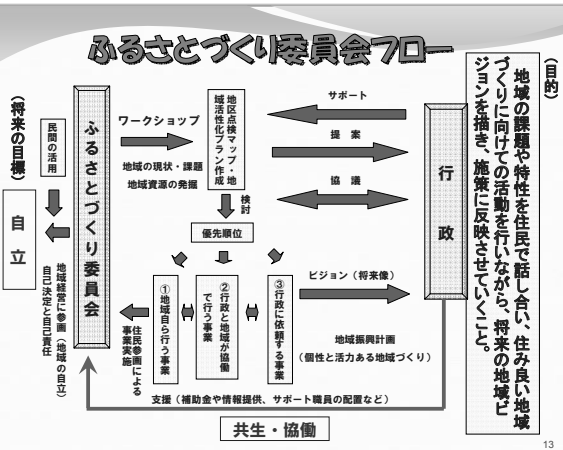 ふるさとづくり委員会フロー
(目的)
地域の課題や特性を住民で話し合い、住み良い地域
づくりに向けての活動を行いながら、将来の地域ビ
ジョンを描き、施策に反映させていくこと。
(将来の目標)
自立
民間の活用
ふるさとづくり委員会
地域経営に参画(地域の自立)
自己決定と自己責任
ワークショップ
地域の現状・課題
地域資源の発掘
地区点検マップ・地
域活性化プラン作成
検討
優先順位
サポート
提案
協議
行政
①地域自ら行う事業
②行政と地域が協働
で行う事業
③行政に依頼する事業
住民参画による
事業実施
ビジョン(将来像)
地域振興計画
(個性と活力ある地域づくり)
支援(補助金や情報提供、サポート職員の配置など)
共生・協働
13